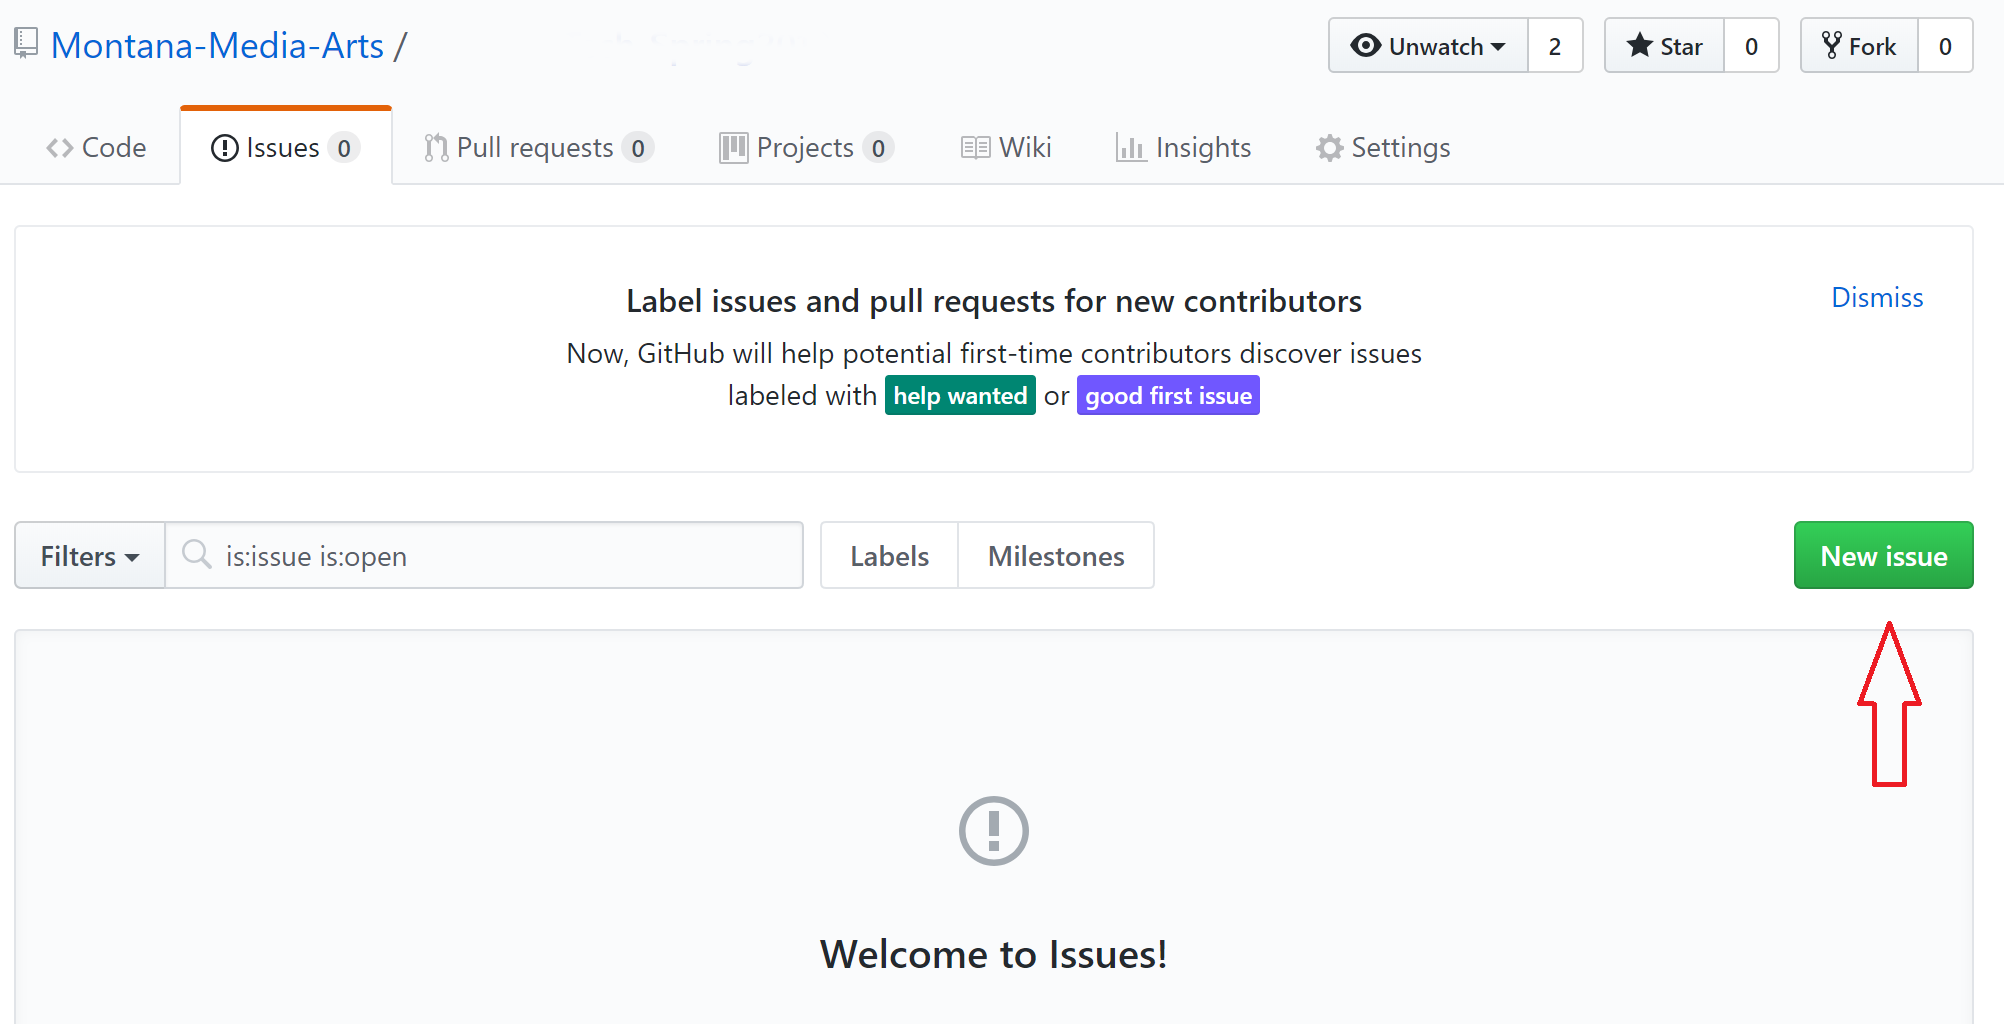 Montana-Media-Arts /
Unwatch 2
Star 0
Fork 0
Code
Issues 0
Pull requests 0
Projects 0
Wiki
Insights
Settings
Label issues and pull requests for new contributors
Dismiss
Now, GitHub will help potential first-time contributors discover issues
labeled with help wanted or good first issue
Filters
is:issue is:open
Labels
Milestones
New issue
Welcome to Issues!